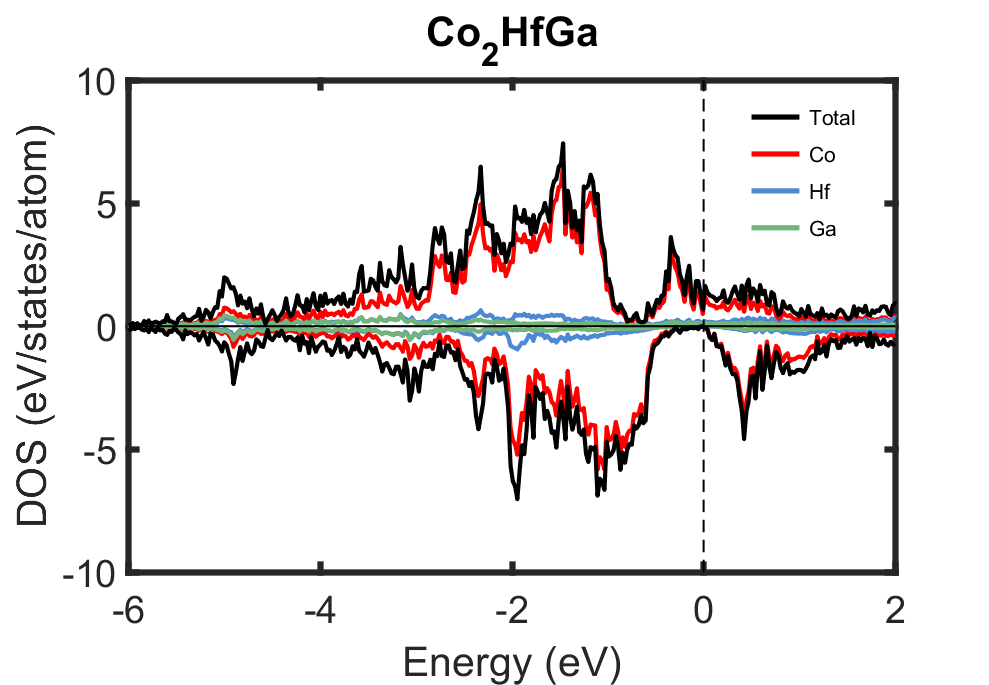 Co2HfGa
10
5
0
-5
-10
DOS (eV/states/atom)
Total
Co
Hf
Ga
-6 -4 -2 0 2
Energy (eV)